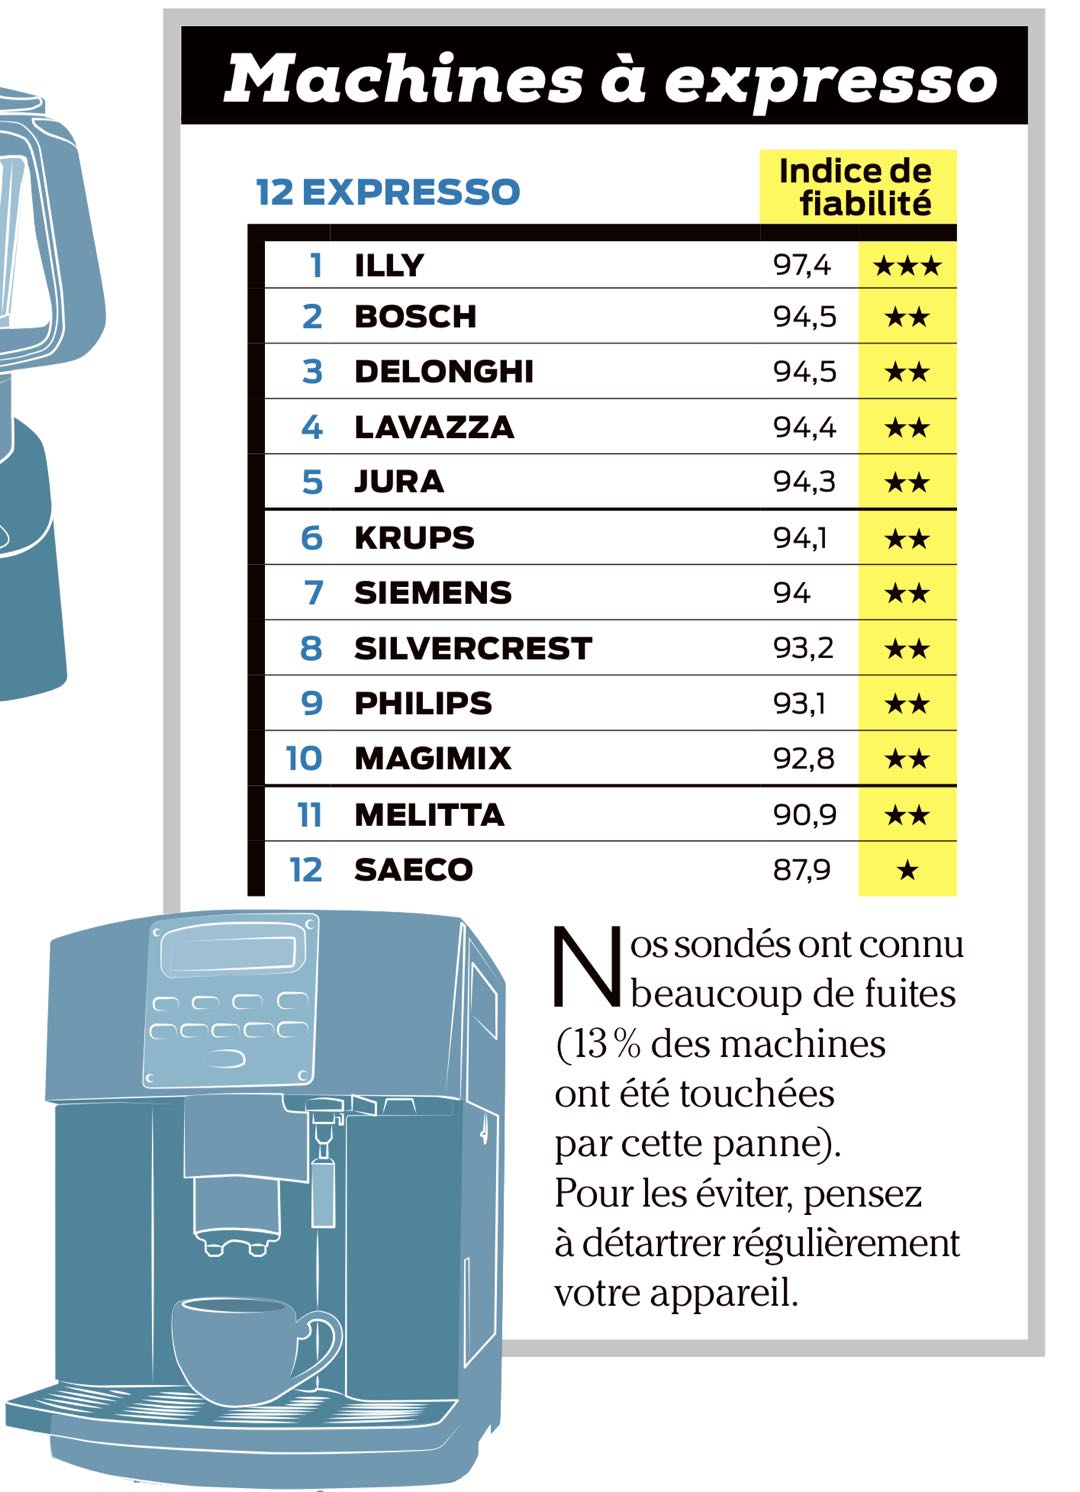 Machines à expresso
12 EXPRESSO
Indice de
fiabilité
1 ILLY 97,4 ★★★
2 BOSCH 94,5 ★★
3 DELONGHI 94,5 ★★
4 LAVAZZA 94,4 ★★
5 JURA 94,3 ★★
6 KRUPS 94,1 ★★
7 SIEMENS 94 ★★
8 SILVERCREST 93,2 ★★
9 PHILIPS 93,1 ★★
10 MAGIMIX 92,8 ★★
11 MELITTA 90,9 ★★
12 SAECO 87,9 ★
Nos sondés ont connu
beaucoup de fuites
(13 % des machines
ont été touchées
par cette panne).
Pour les éviter, pensez
à détartrer régulièrement
votre appareil.